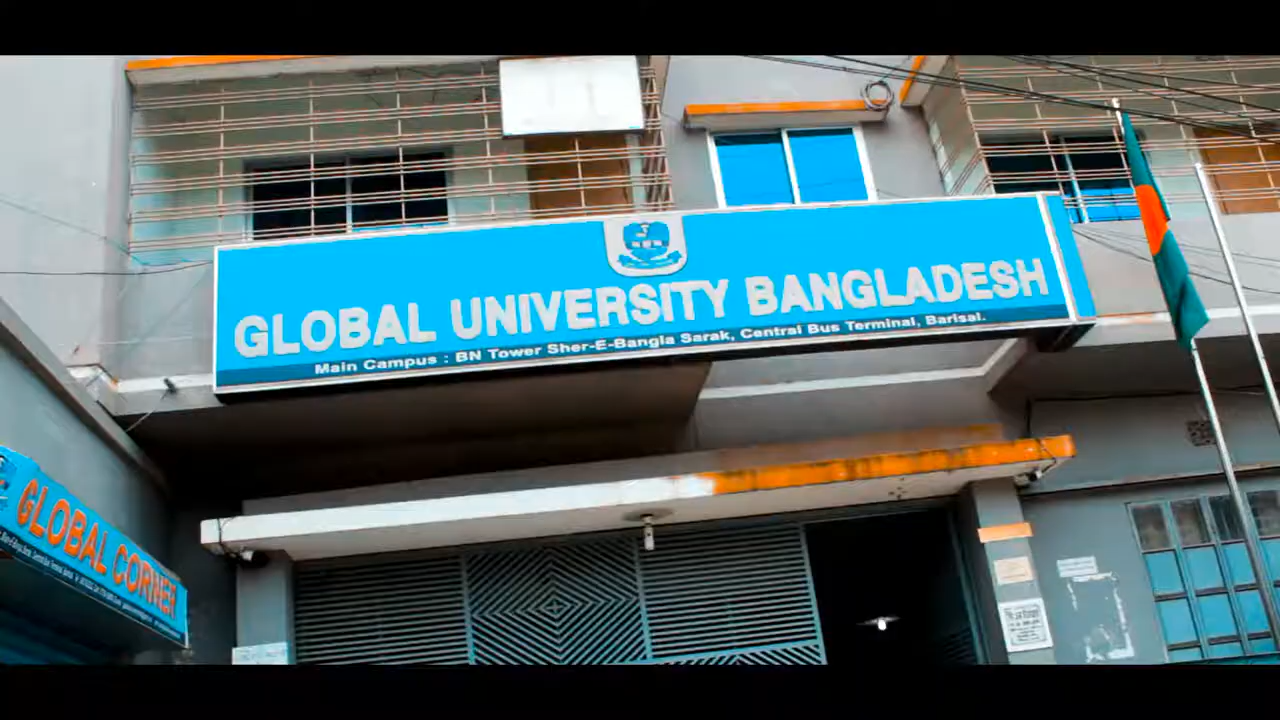 GLOBAL UNIVERSITY BANGLADESH
Main Campus : BN Tower Sher-E-Bangla Sarak, Central Bus Terminal, Barisal.
GLOBAL CORNER